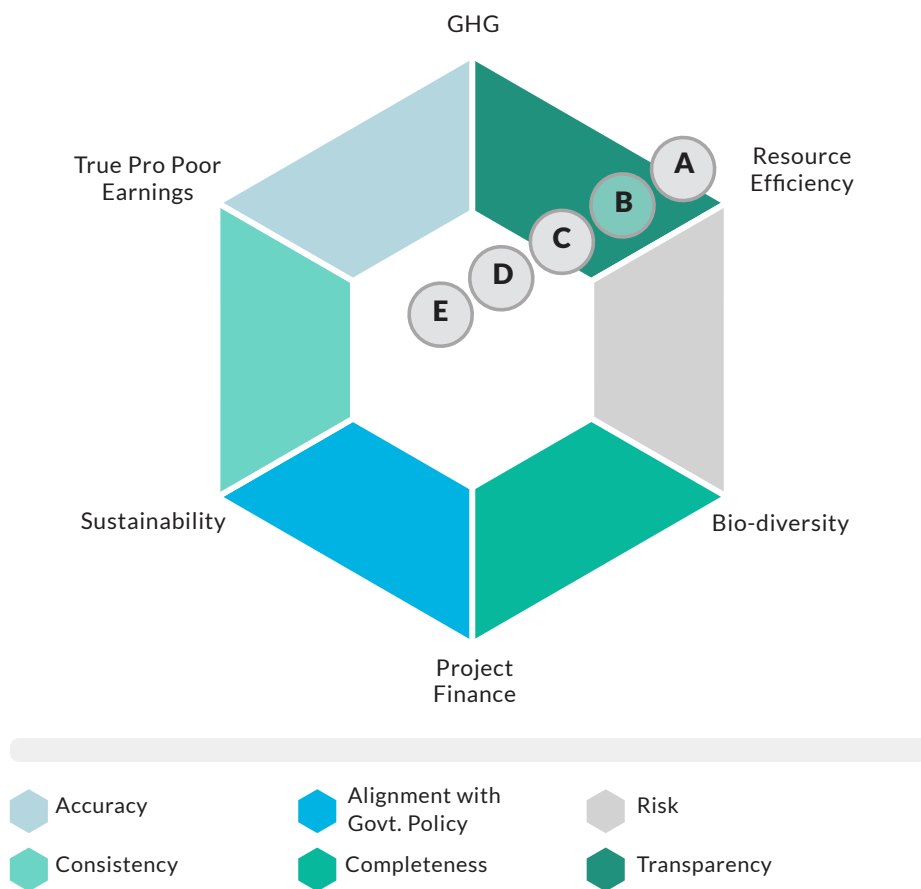 GHG
True Pro Poor
Earnings
Resource
Efficiency
A
B
C
D
E
Sustainability
Bio-diversity
Project
Finance
Accuracy
Alignment with
Govt. Policy
Risk
Consistency
Completeness
Transparency